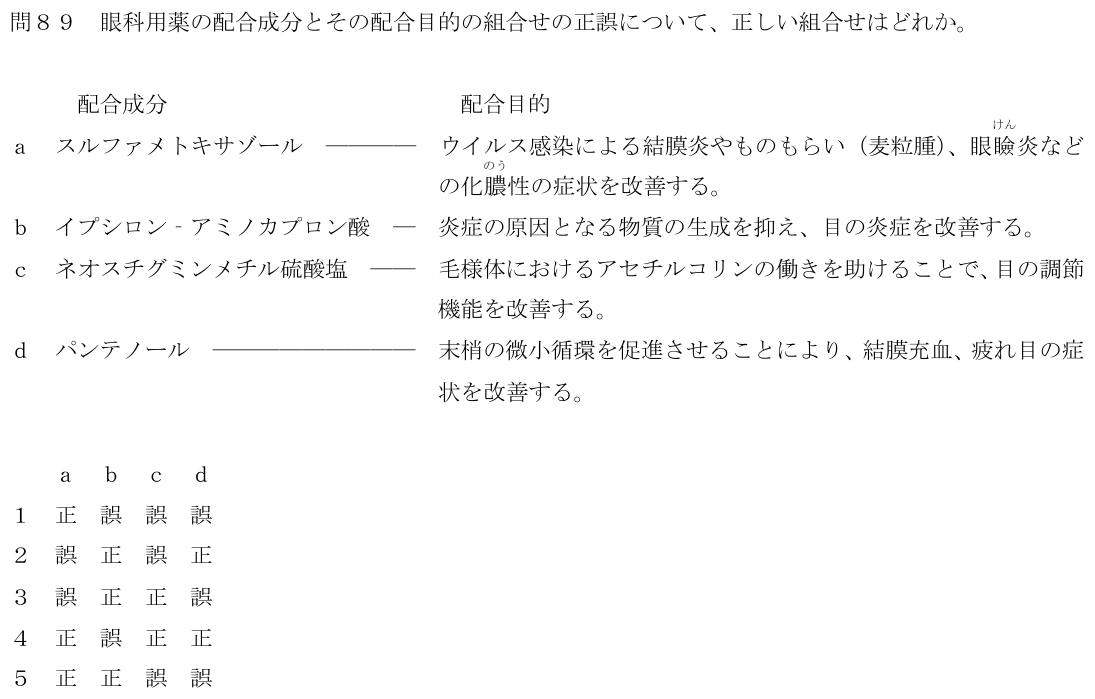 問８９　眼科用薬の配合成分とその配合目的の組合せの正誤について、正しい組合せはどれか。
配合成分　　　　配合目的
けん
ａ　スルファメトキサゾール　――――　ウイルス感染による結膜炎やものもらい（麦粒腫）、眼瞼炎など
のう
の化膿性の症状を改善する。
ｂ　イプシロン‐アミノカプロン酸　―　炎症の原因となる物質の生成を抑え、目の炎症を改善する。
ｃ　ネオスチグミンメチル硫酸塩　――　毛様体におけるアセチルコリンの働きを助けることで、目の調節
機能を改善する。
ｄ　パンテノール　―――――――――　末梢の微小循環を促進させることにより、結膜充血、疲れ目の症
状を改善する。
ａ　ｂ　ｃ　ｄ
１　正　誤　誤　誤
２　誤　正　誤　正
３　誤　正　正　誤
４　正　誤　正　正
５　正　正　誤　誤